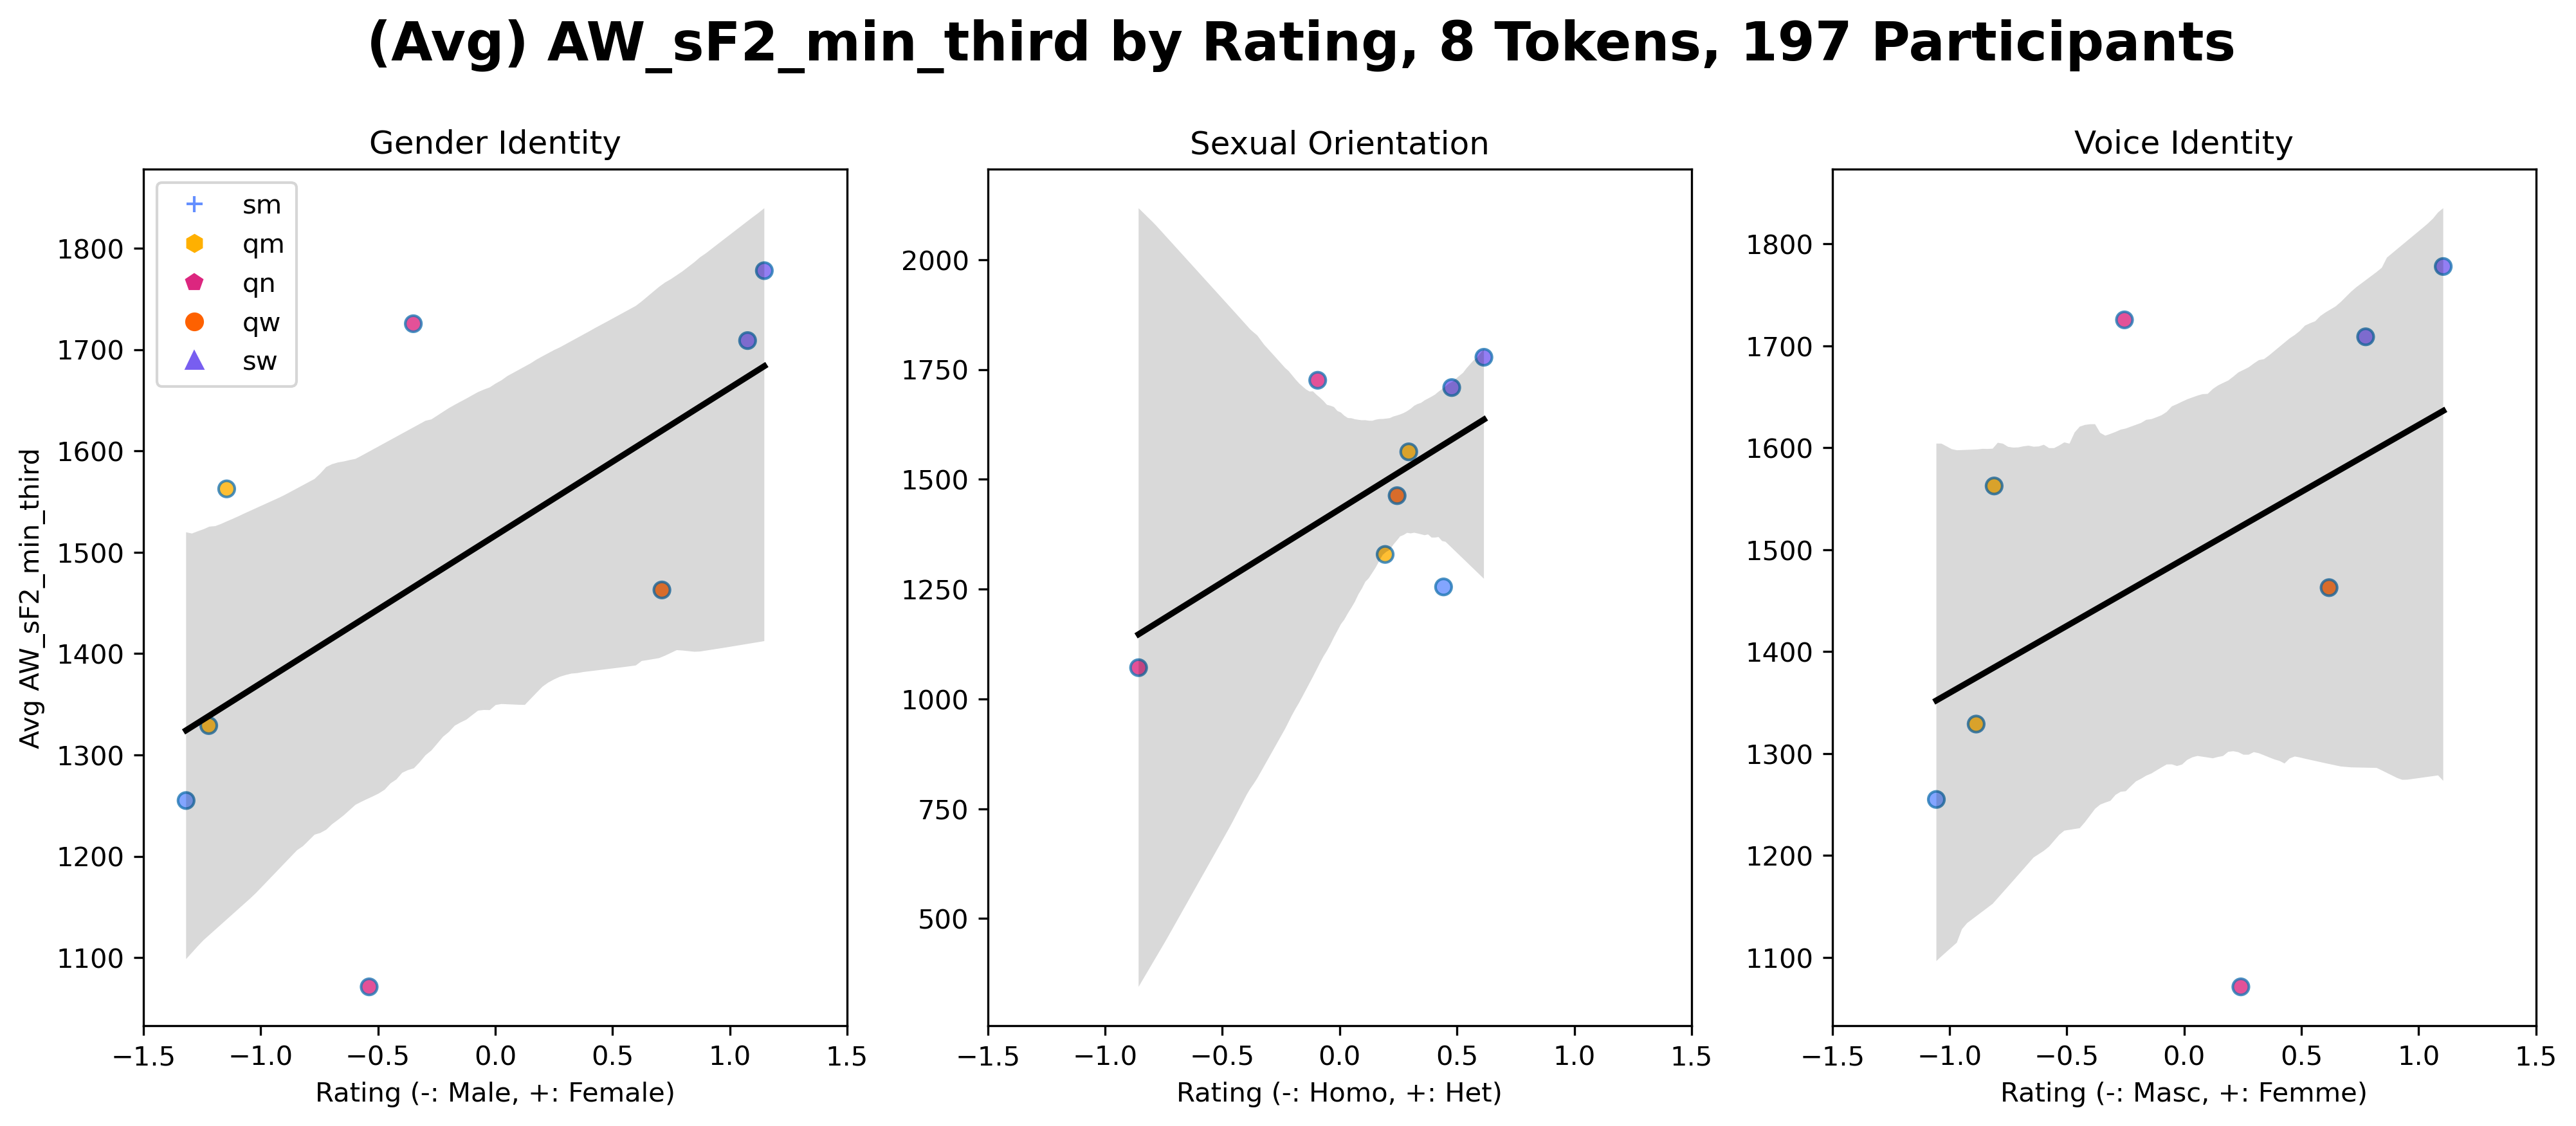 (Avg) AW_sF2_min_third by Rating, 8 Tokens, 197 Participants
Gender Identity
sm
qm
qn
qw
sw
1800
1700
1600
1500
1400
1300
1200
1100
Avg AW_sF2_min_third
−1.5 −1.0 −0.5 0.0 0.5 1.0 1.5
Rating (-: Male, +: Female)
Sexual Orientation
2000
1750
1500
1250
1000
750
500
−1.5 −1.0 −0.5 0.0 0.5 1.0 1.5
Rating (-: Homo, +: Het)
Voice Identity
1800
1700
1600
1500
1400
1300
1200
1100
−1.5 −1.0 −0.5 0.0 0.5 1.0 1.5
Rating (-: Masc, +: Femme)